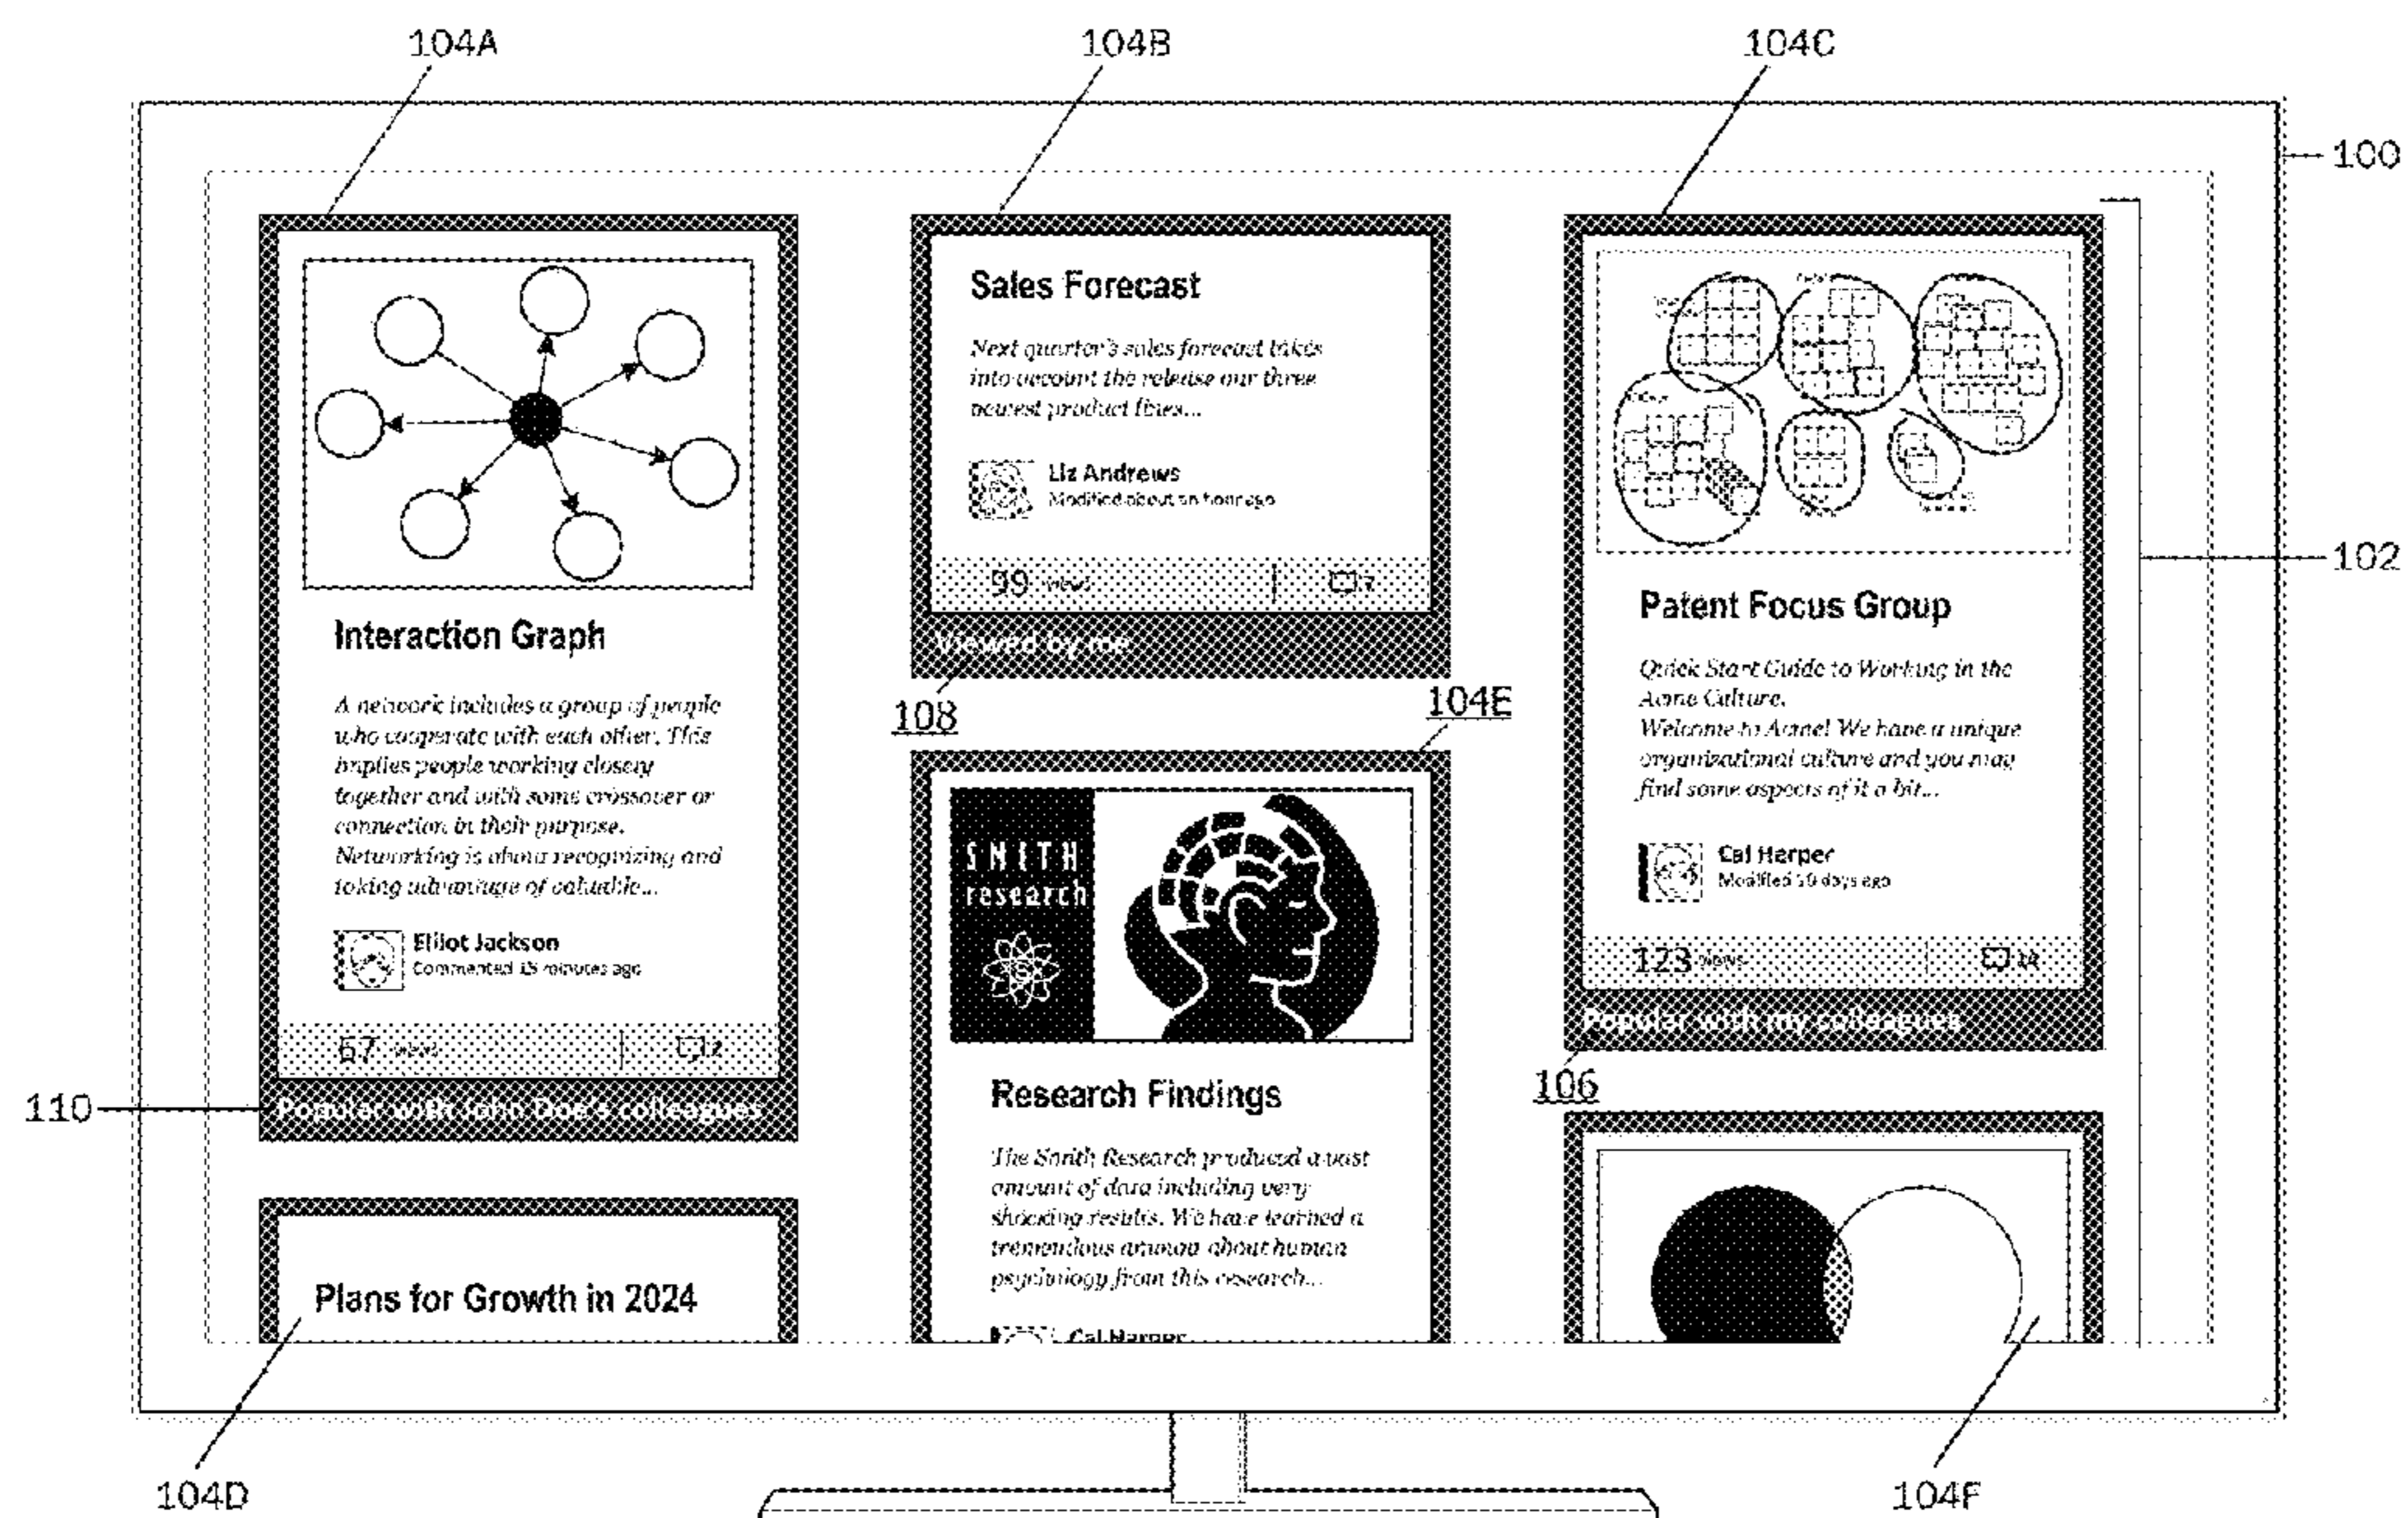 104A
104B
104C
100
102
Interaction Graph
A network includes a group of people
who cooperate with each other. This
implies people working closely
together and with some crossover or
connection in their purpose.
Networking is about recognizing and
taking advantage of valuable...
Elliot Jackson
Commented 15 minutes ago
67 views
2
110
Popular with John Doe's colleagues
Plans for Growth in 2024
104D
Sales Forecast
Next quarter's sales forecast takes
into account the release our three
newest product lines...
Liz Andrews
Modified about an hour ago
99 views
7
Viewed by me
108
104E
SMITH
research
Research Findings
The Smith Research produced a vast
amount of data including very
shocking results. We have learned a
tremendous amount about human
psychology from this research...
Cal Harper
Patent Focus Group
Quick Start Guide to Working in the
Acme Culture.
Welcome to Acme! We have a unique
organizational culture and you may
find some aspects of it a bit...
Cal Harper
Modified 10 days ago
123 views
14
Popular with my colleagues
106
104F